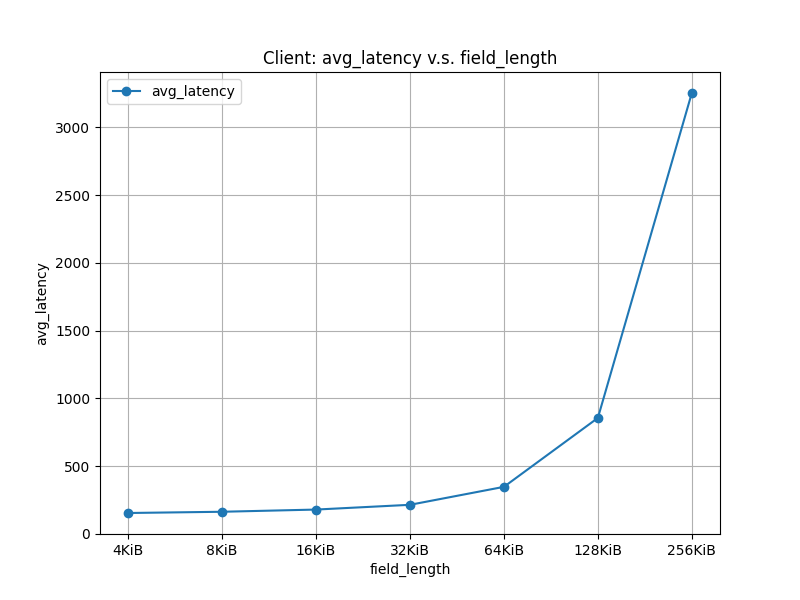 Client: avg_latency v.s. field_length
avg_latency
3000
2500
2000
1500
1000
500
0
avg_latency
4KiB 8KiB 16KiB 32KiB 64KiB 128KiB 256KiB
field_length